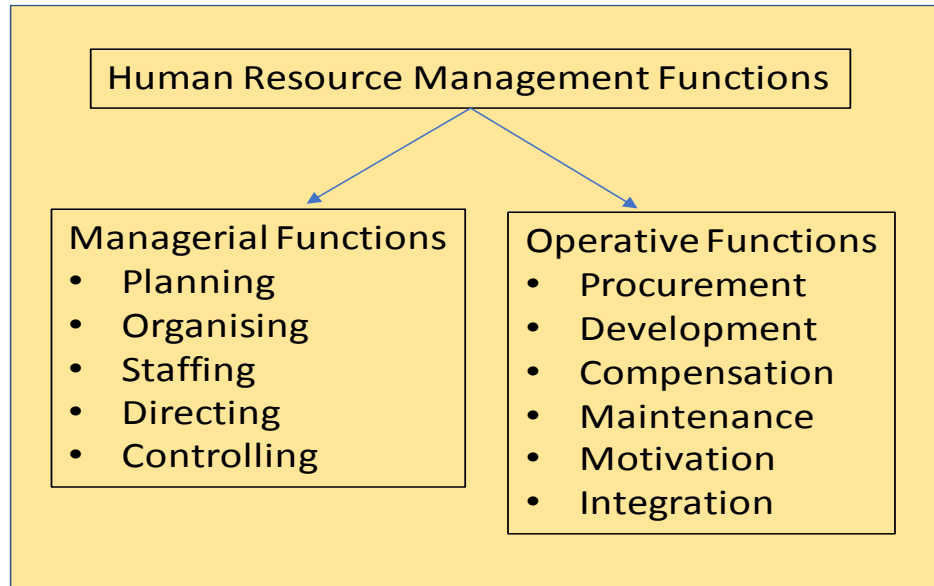 Human Resource Management Functions
Managerial Functions
• Planning
• Organising
• Staffing
• Directing
• Controlling
Operative Functions
• Procurement
• Development
• Compensation
• Maintenance
• Motivation
• Integration